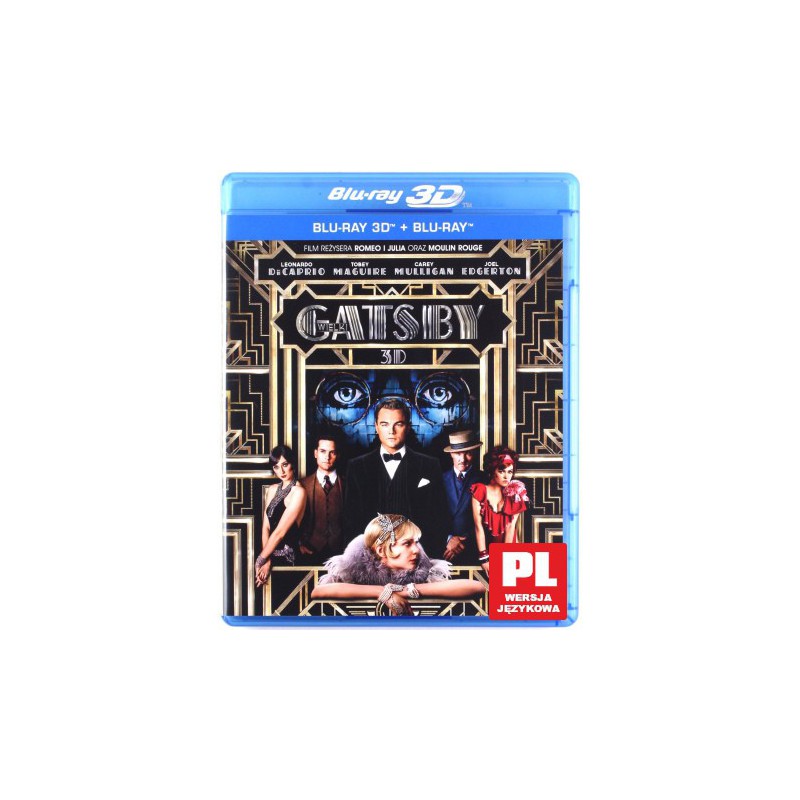 Blu-ray 3D™
BLU-RAY 3D™ + BLU-RAY™
FILM REŻYSERA ROMEO I JULIA ORAZ MOULIN ROUGE
LEONARDO DiCAPRIO TOBEY MAGUIRE CAREY MULLIGAN JOEL EDGERTON
WIELKI
GATSBY
3D
PL
WERSJA
JĘZYKOWA